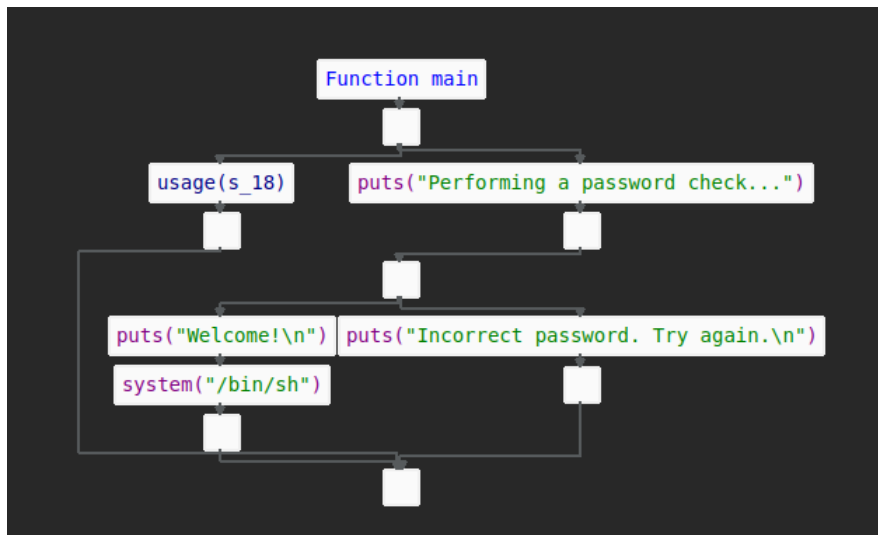 Function main
usage(s_18)
puts("Performing a password check...")
puts("Welcome!\n")
puts("Incorrect password. Try again.\n")
system("/bin/sh")